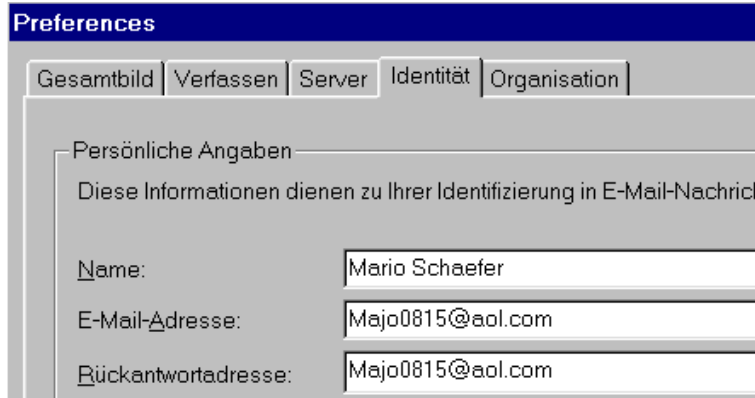 Preferences
Gesamtbild Verfassen Server Identität Organisation
Persönliche Angaben
Diese Informationen dienen zu Ihrer Identifizierung in E-Mail-Nachricl
Name: Mario Schaefer
E-Mail-Adresse: Majo0815@aol.com
Rückantwortadresse: Majo0815@aol.com